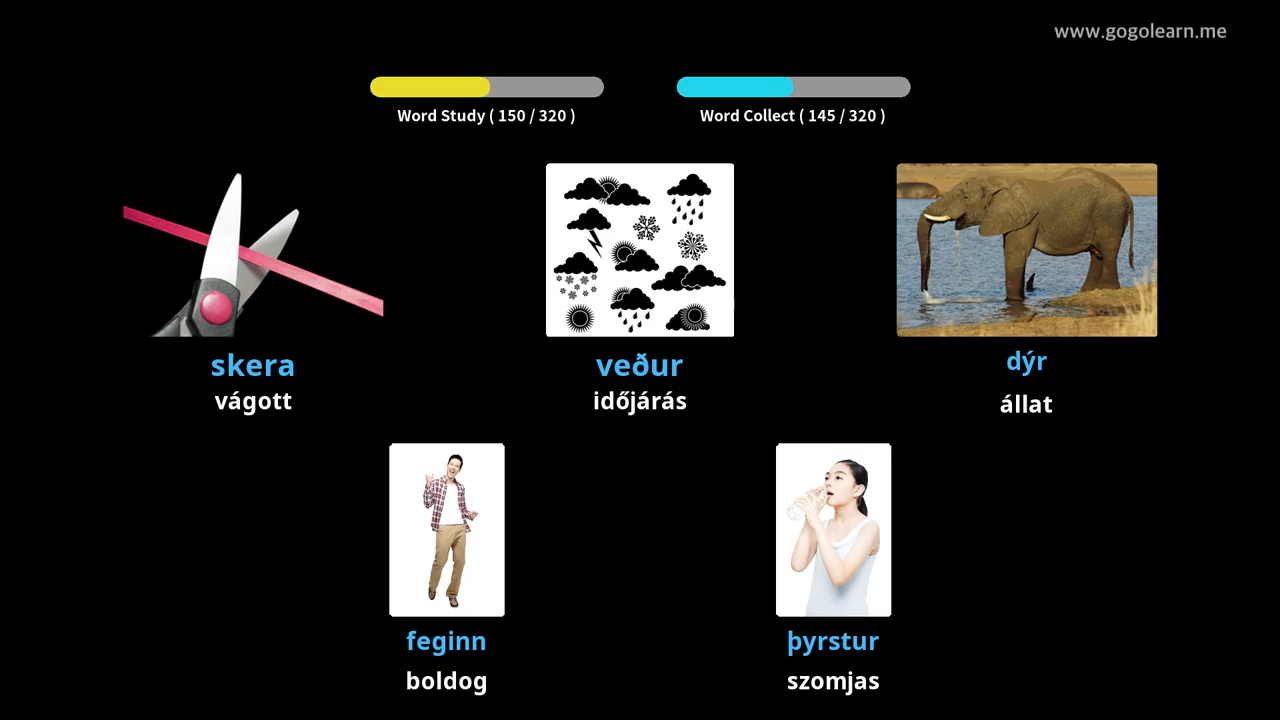 www.gogolearn.me
Word Study ( 150 / 320 )
Word Collect ( 145 / 320 )
skera
vágott
veður
időjárás
dýr
állat
feginn
boldog
þyrstur
szomjas